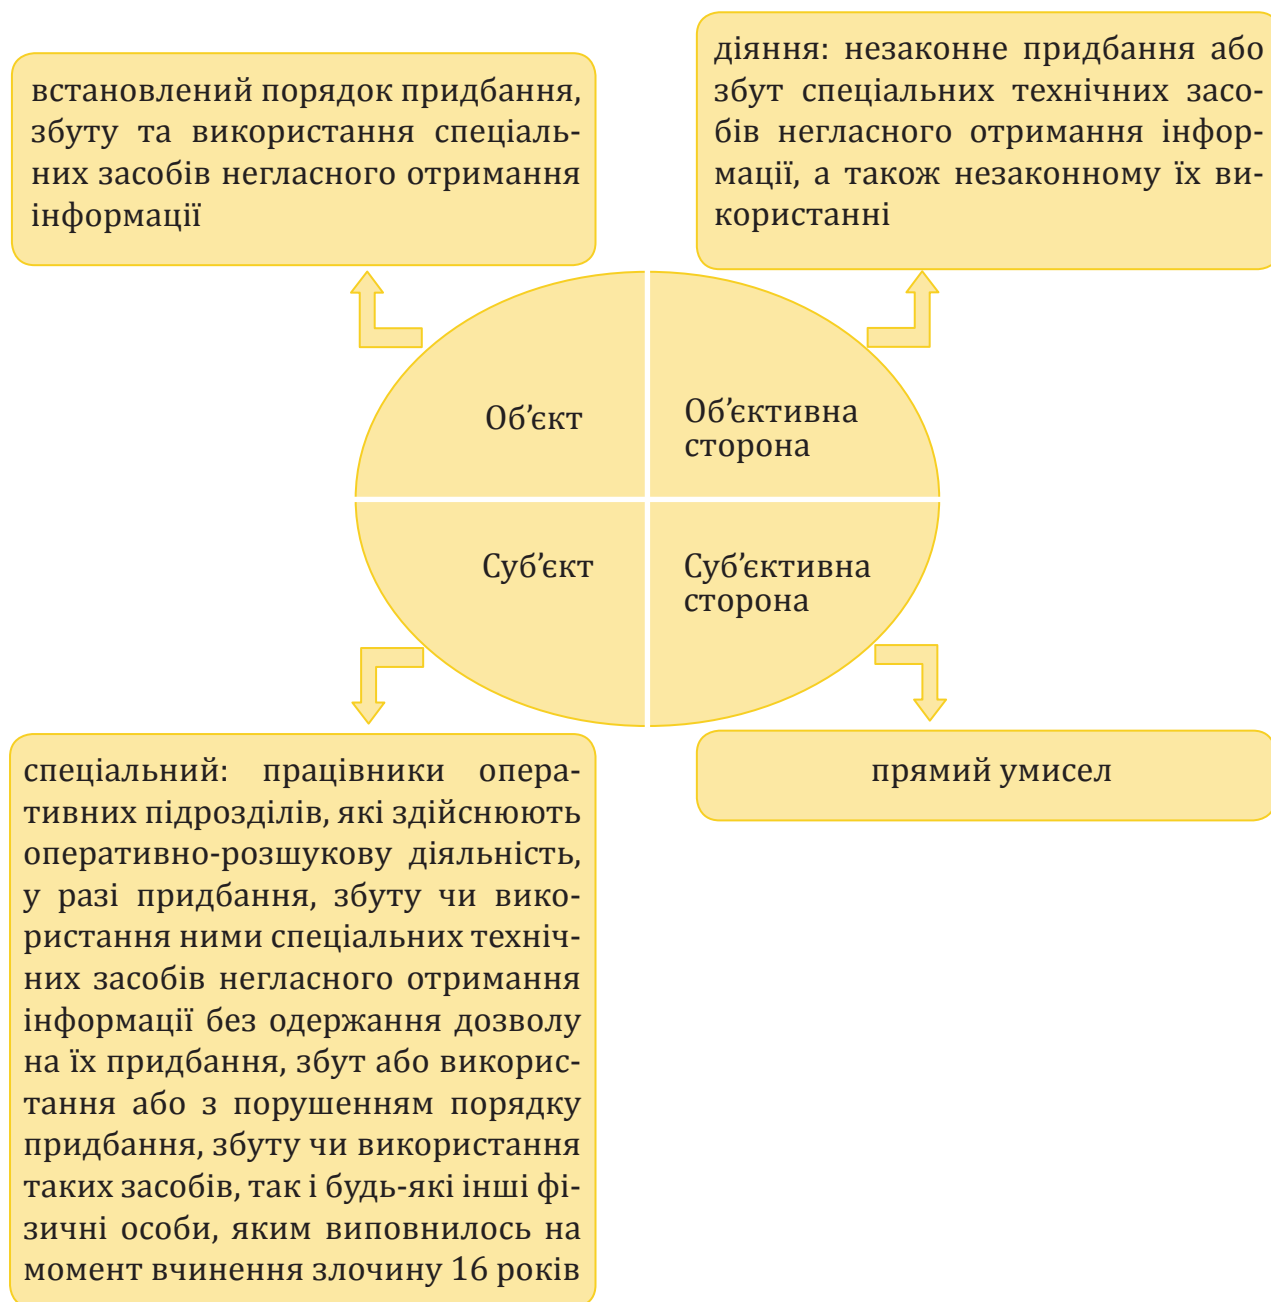 встановлений порядок придбання,
збуту та використання спеціаль-
них засобів негласного отримання
інформації
діяння: незаконне придбання або
збут спеціальних технічних засо-
бів негласного отримання інфор-
мації, а також незаконному їх ви-
користанні
Об’єкт
Об’єктивна
сторона
Суб’єкт
Суб’єктивна
сторона
спеціальний: працівники опера-
тивних підрозділів, які здійснюють
оперативно-розшукову діяльність,
у разі придбання, збуту чи вико-
ристання ними спеціальних техніч-
них засобів негласного отримання
інформації без одержання дозволу
на їх придбання, збут або викорис-
тання або з порушенням порядку
придбання, збуту чи використання
таких засобів, так і будь-які інші фі-
зичні особи, яким виповнилось на
момент вчинення злочину 16 років
прямий умисел